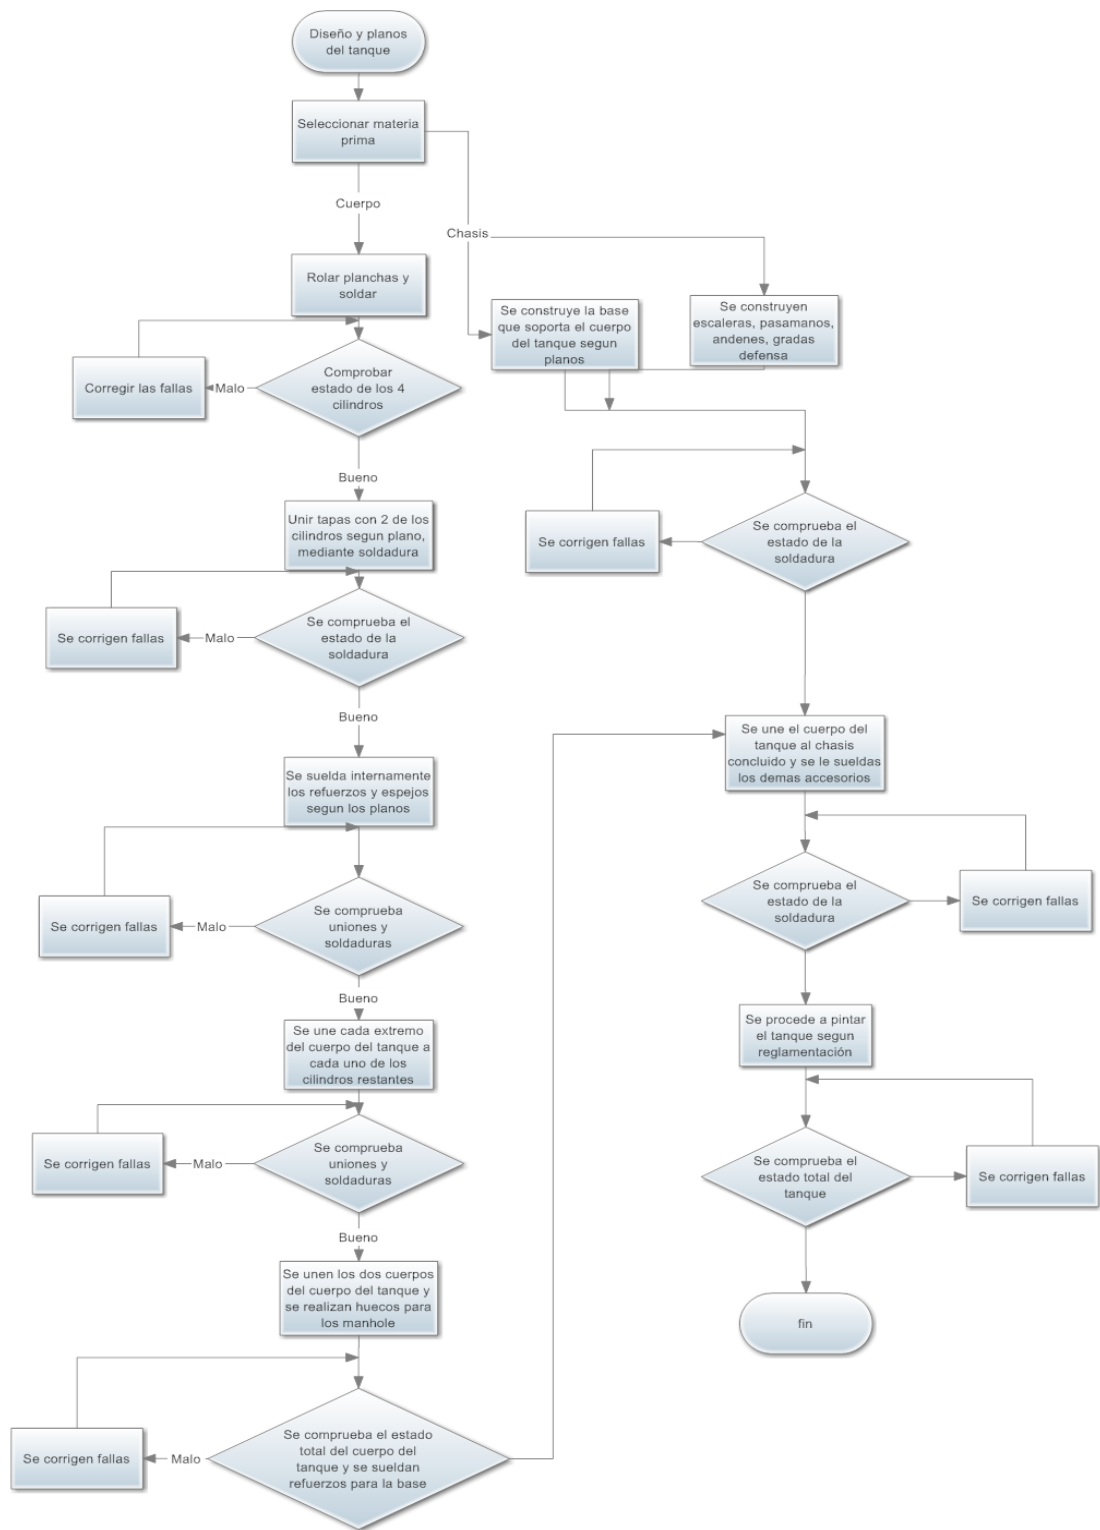 Diseño y planos
del tanque
Seleccionar materia
prima
Cuerpo
Chasis
Rolar planchas y
soldar
Se construye la base
que soporta el cuerpo
del tanque segun
planos
Se construyen
escaleras, pasamanos,
andenes, gradas
defensa
Corregir las fallas
Malo
Comprobar
estado de los 4
cilindros
Bueno
Unir tapas con 2 de los
cilindros segun plano,
mediante soldadura
Se corrigen fallas
Se comprueba el
estado de la
soldadura
Se corrigen fallas
Malo
Se comprueba el
estado de la
soldadura
Bueno
Se suelda internamente
los refuerzos y espejos
segun los planos
Se une el cuerpo del
tanque al chasis
concluido y se le sueldas
los demas accesorios
Se corrigen fallas
Malo
Se comprueba
uniones y
soldaduras
Se comprueba el
estado de la
soldadura
Se corrigen fallas
Bueno
Se une cada extremo
del cuerpo del tanque a
cada uno de los
cilindros restantes
Se procede a pintar
el tanque segun
reglamentación
Se corrigen fallas
Malo
Se comprueba
uniones y
soldaduras
Se comprueba el
estado total del
tanque
Se corrigen fallas
Bueno
Se unen los dos cuerpos
del cuerpo del tanque y
se realizan huecos para
los manhole
fin
Se corrigen fallas
Malo
Se comprueba el estado
total del cuerpo del
tanque y se sueldan
refuerzos para la base